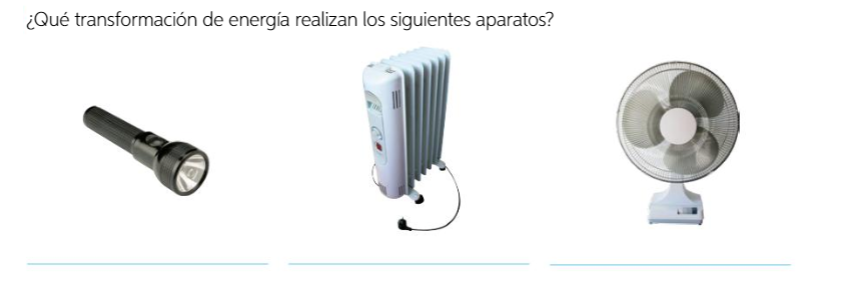 ¿Qué transformación de energía realizan los siguientes aparatos?